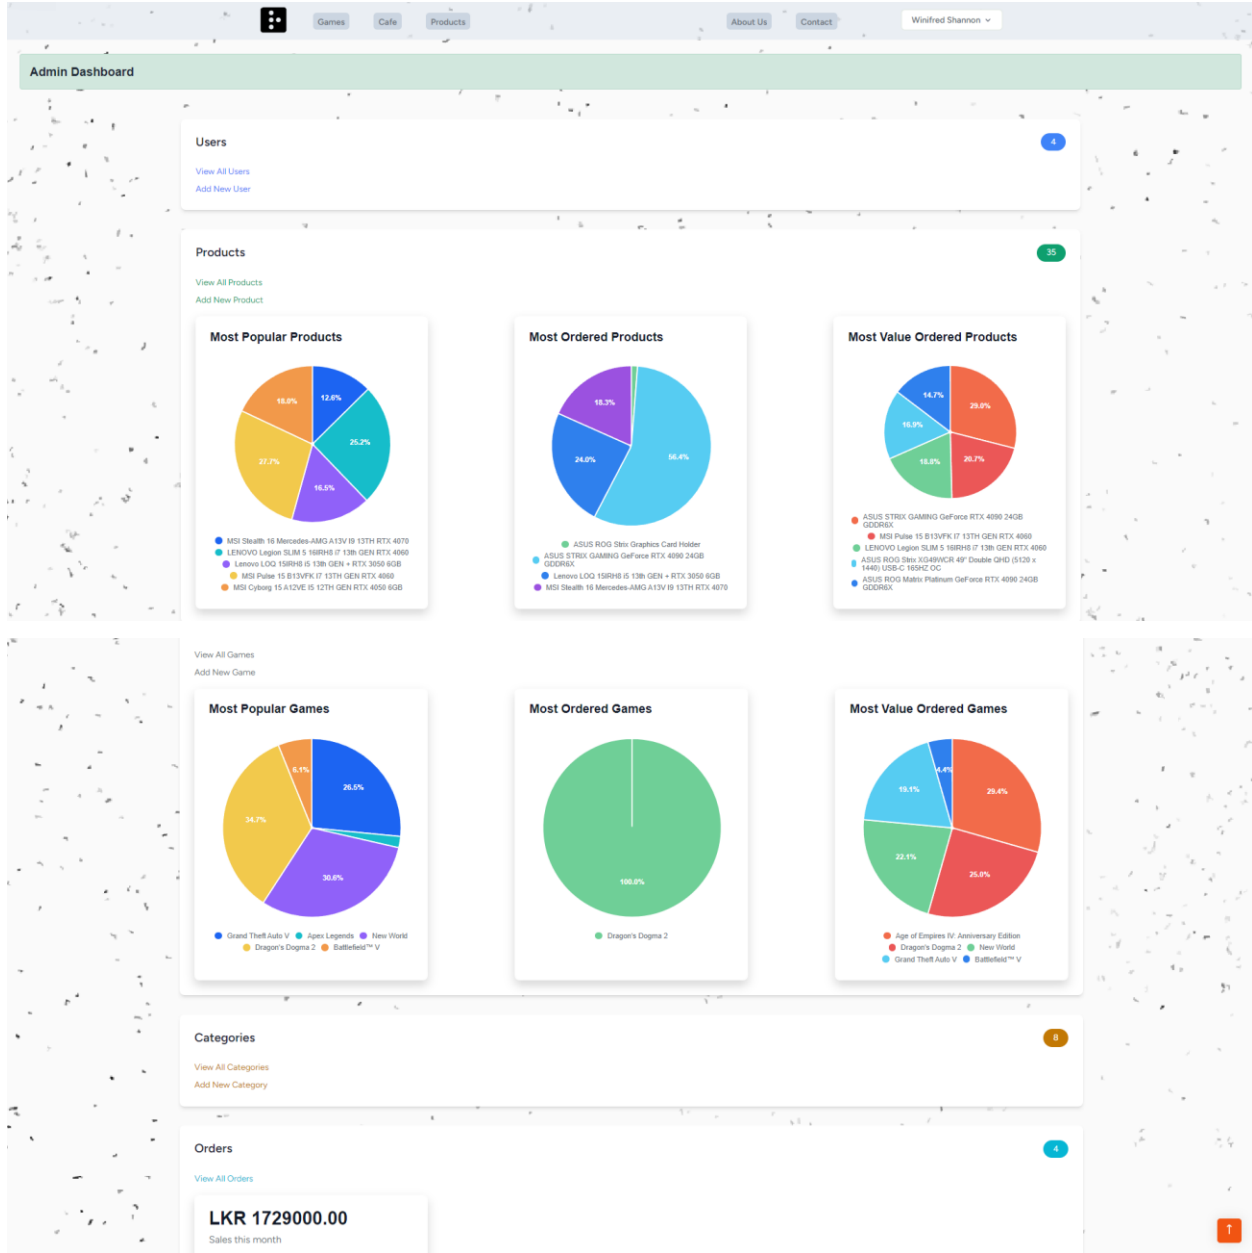 Games
Cafe
Products
About Us
Contact
Winifred Shannon
Admin Dashboard
Users
4
View All Users
Add New User
Products
35
View All Products
Add New Product
Most Popular Products
12.6%
25.2%
16.5%
27.7%
18.0%
MSI Stealth 16 Mercedes-AMG A13V I9 13TH RTX 4070
LENOVO Legion SLIM 5 16IRH8 i7 13th GEN RTX 4060
Lenovo LOQ 15IRH8 i5 13th GEN + RTX 3050 6GB
MSI Pulse 15 B13VFK I7 13TH GEN RTX 4060
MSI Cyborg 15 A12VE I5 12TH GEN RTX 4050 6GB
Most Ordered Products
18.3%
24.0%
56.4%
ASUS ROG Strix Graphics Card Holder
ASUS STRIX GAMING GeForce RTX 4090 24GB
GDDR6X
Lenovo LOQ 15IRH8 i5 13th GEN + RTX 3050 6GB
MSI Stealth 16 Mercedes-AMG A13V I9 13TH RTX 4070
Most Value Ordered Products
14.7%
29.0%
16.9%
18.0%
20.7%
ASUS STRIX GAMING GeForce RTX 4090 24GB
GDDR6X
MSI Pulse 15 B13VFK I7 13TH GEN RTX 4060
LENOVO Legion SLIM 5 16IRH8 i7 13th GEN RTX 4060
ASUS ROG Strix XG49WCR 49" Double QHD (5120 x
1440) USB-C 165HZ OC
ASUS ROG Matrix Platinum GeForce RTX 4090 24GB
GDDR6X
View All Games
Add New Game
Most Popular Games
6.1%
26.5%
34.7%
30.6%
Grand Theft Auto V
Apex Legends
New World
Dragon's Dogma 2
Battlefield™ V
Most Ordered Games
100.0%
Dragon's Dogma 2
Most Value Ordered Games
4.4%
19.1%
29.4%
22.1%
25.0%
Age of Empires IV: Anniversary Edition
Dragon's Dogma 2
New World
Grand Theft Auto V
Battlefield™ V
Categories
8
View All Categories
Add New Category
Orders
4
View All Orders
LKR 1729000.00
Sales this month